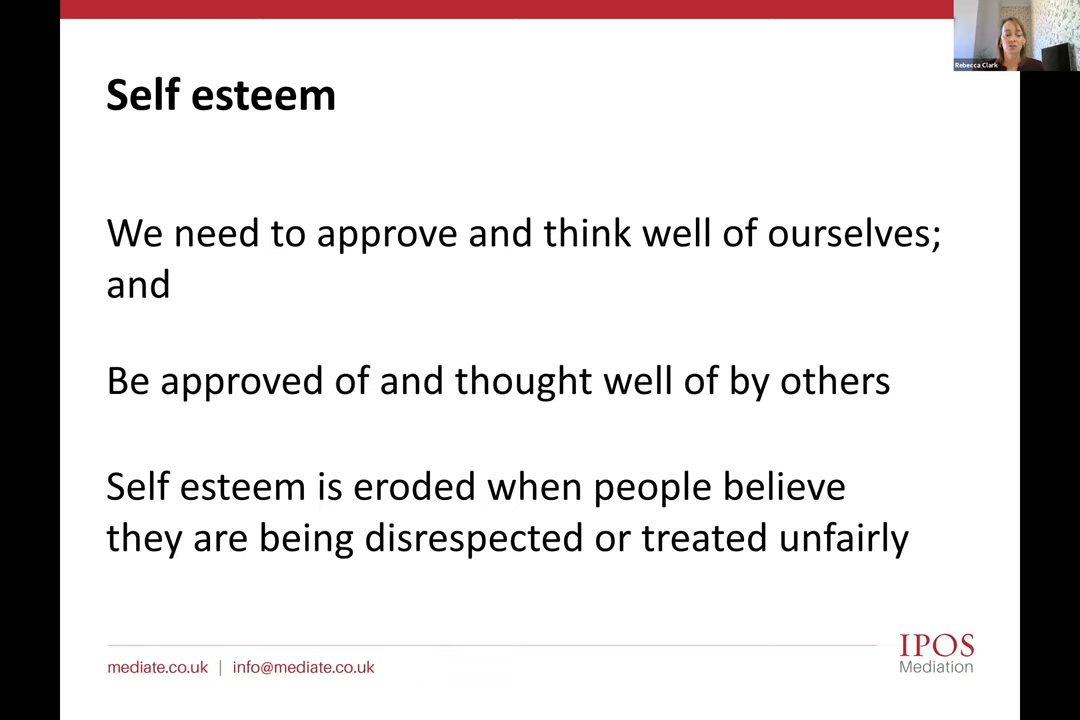 Rebecca Clark
Self esteem
We need to approve and think well of ourselves;
and
Be approved of and thought well of by others
Self esteem is eroded when people believe
they are being disrespected or treated unfairly
mediate.co.uk | info@mediate.co.uk
IPOS
Mediation